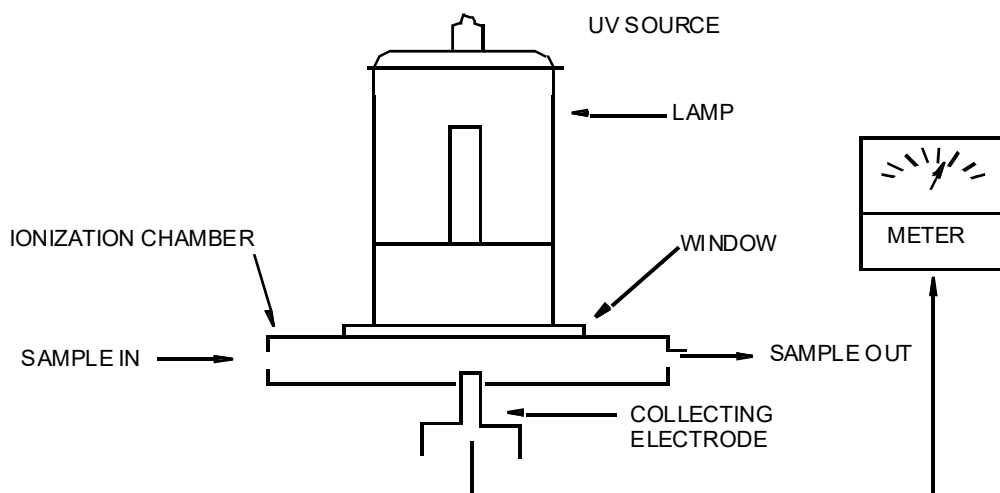 UV SOURCE
LAMP
IONIZATION CHAMBER
WINDOW
METER
SAMPLE IN
SAMPLE OUT
COLLECTING
ELECTRODE